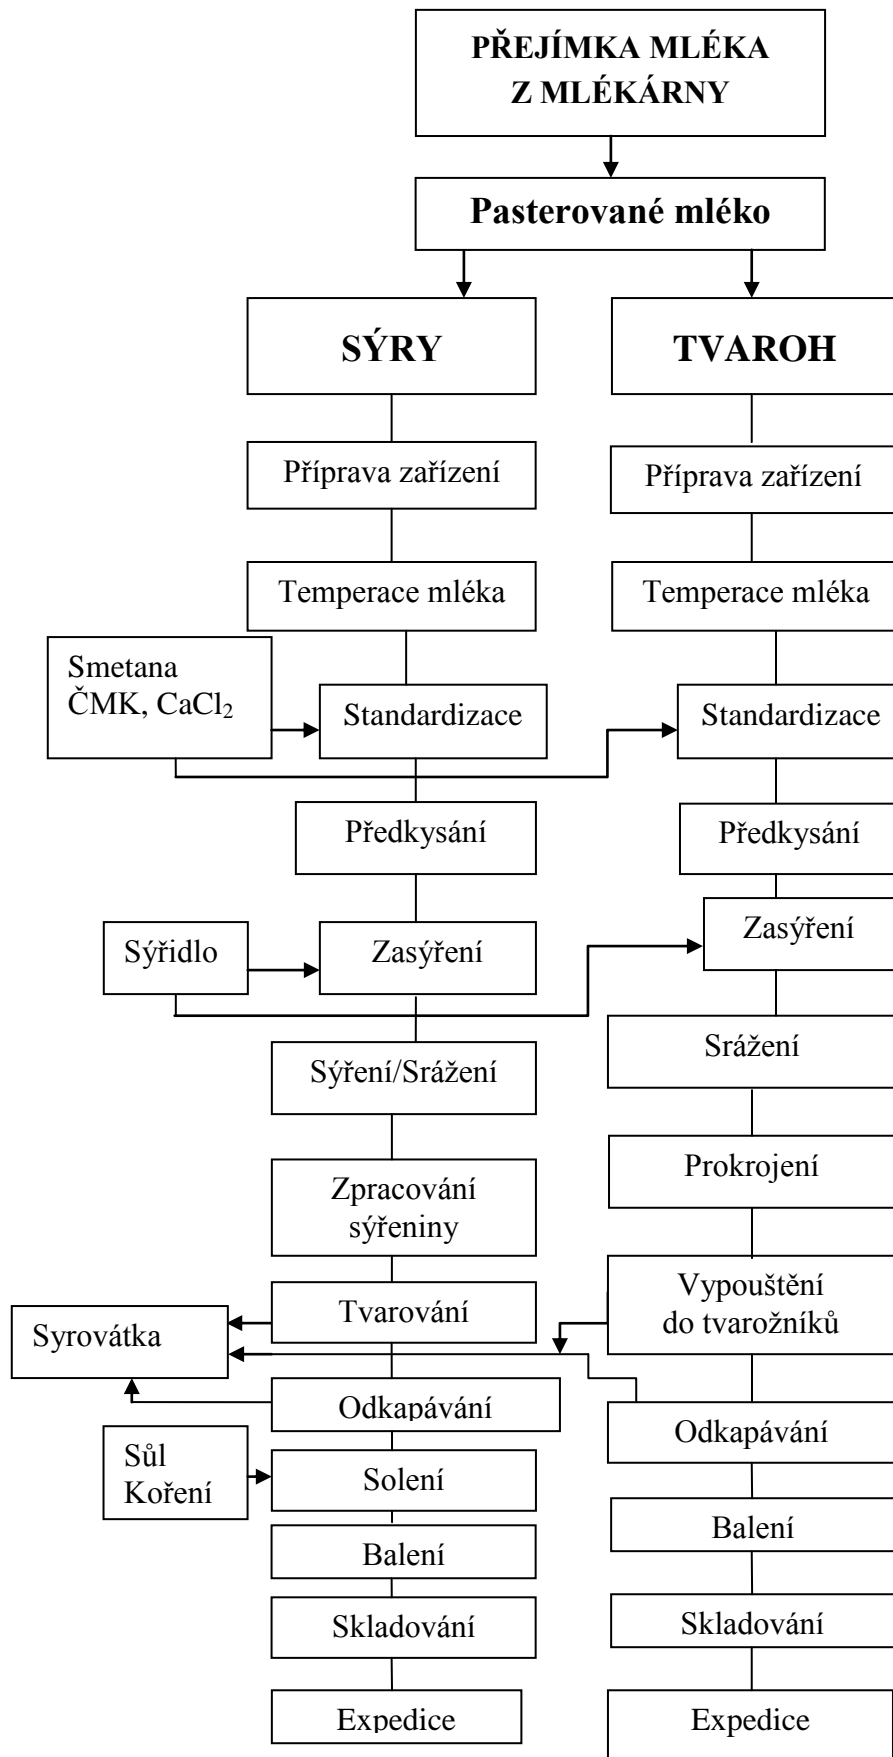 PŘEJÍMKA MLÉKA
Z MLÉKÁRNY
Pasterované mléko
SÝRY
TVAROH
Příprava zařízení
Příprava zařízení
Temperace mléka
Temperace mléka
Smetana
ČMK, CaCl₂
Standardizace
Standardizace
Předkysání
Předkysání
Sýřidlo
Zasýření
Zasýření
Sýření/Srážení
Srážení
Zpracování
sýřeniny
Prokrojení
Syrovátka
Tvarování
Vypouštění
do tvarožníků
Odkapávání
Odkapávání
Sůl
Koření
Solení
Balení
Balení
Skladování
Skladování
Expedice
Expedice